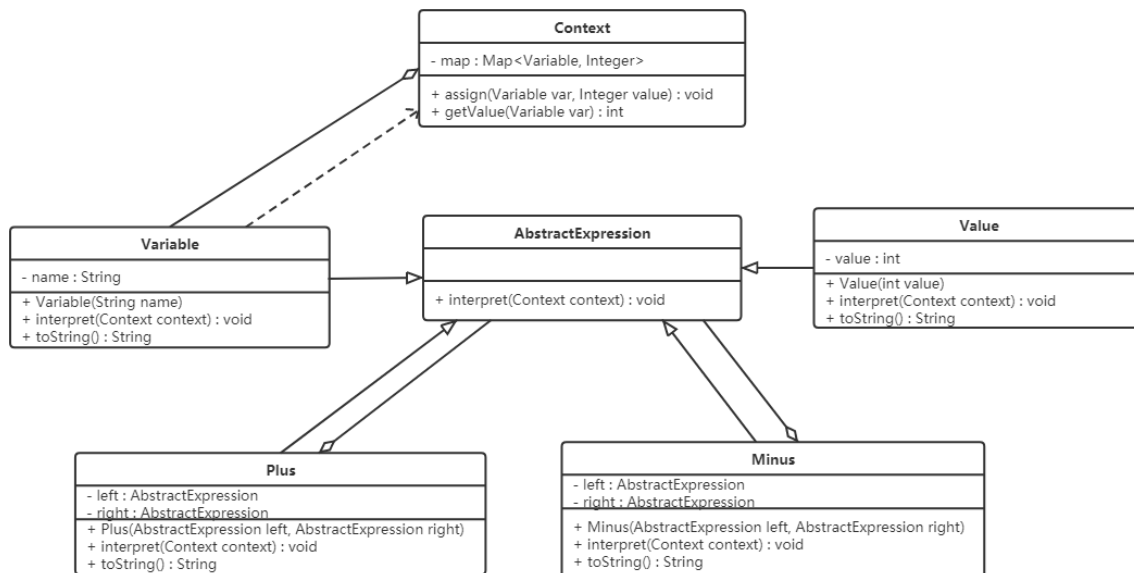 Context
- map : Map<Variable, Integer>
+ assign(Variable var, Integer value) : void
+ getValue(Variable var) : int
Variable
- name : String
+ Variable(String name)
+ interpret(Context context) : void
+ toString() : String
AbstractExpression
+ interpret(Context context) : void
Value
- value : int
+ Value(int value)
+ interpret(Context context) : void
+ toString() : String
Plus
- left : AbstractExpression
- right : AbstractExpression
+ Plus(AbstractExpression left, AbstractExpression right)
+ interpret(Context context) : void
+ toString() : String
Minus
- left : AbstractExpression
- right : AbstractExpression
+ Minus(AbstractExpression left, AbstractExpression right)
+ interpret(Context context) : void
+ toString() : String